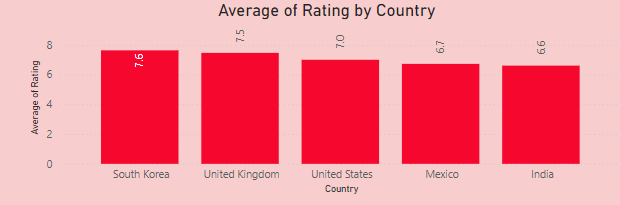 Average of Rating by Country
Average of Rating
8
6
4
2
0
7.6
7.5
7.0
6.7
6.6
South Korea
United Kingdom
United States
Mexico
India
Country